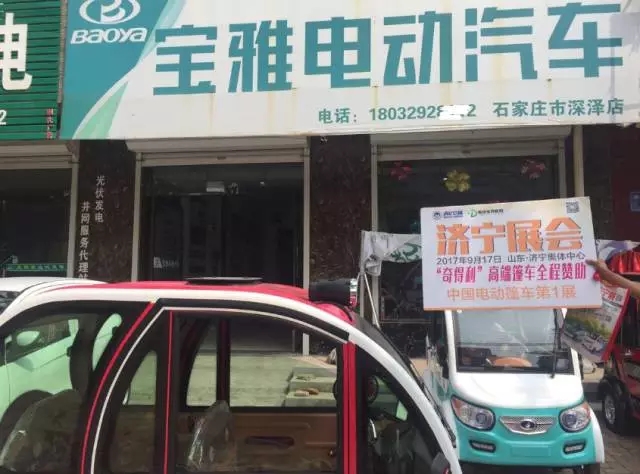 宝雅电动汽车
BAOYA
电话：18032928 2 石家庄市深泽店
电
2
光伏发电
并网服务代理
济宁展会
2017年9月17日 山东·济宁奥体中心
“奇得利”高端篷车全程赞助
中国电动篷车第1展